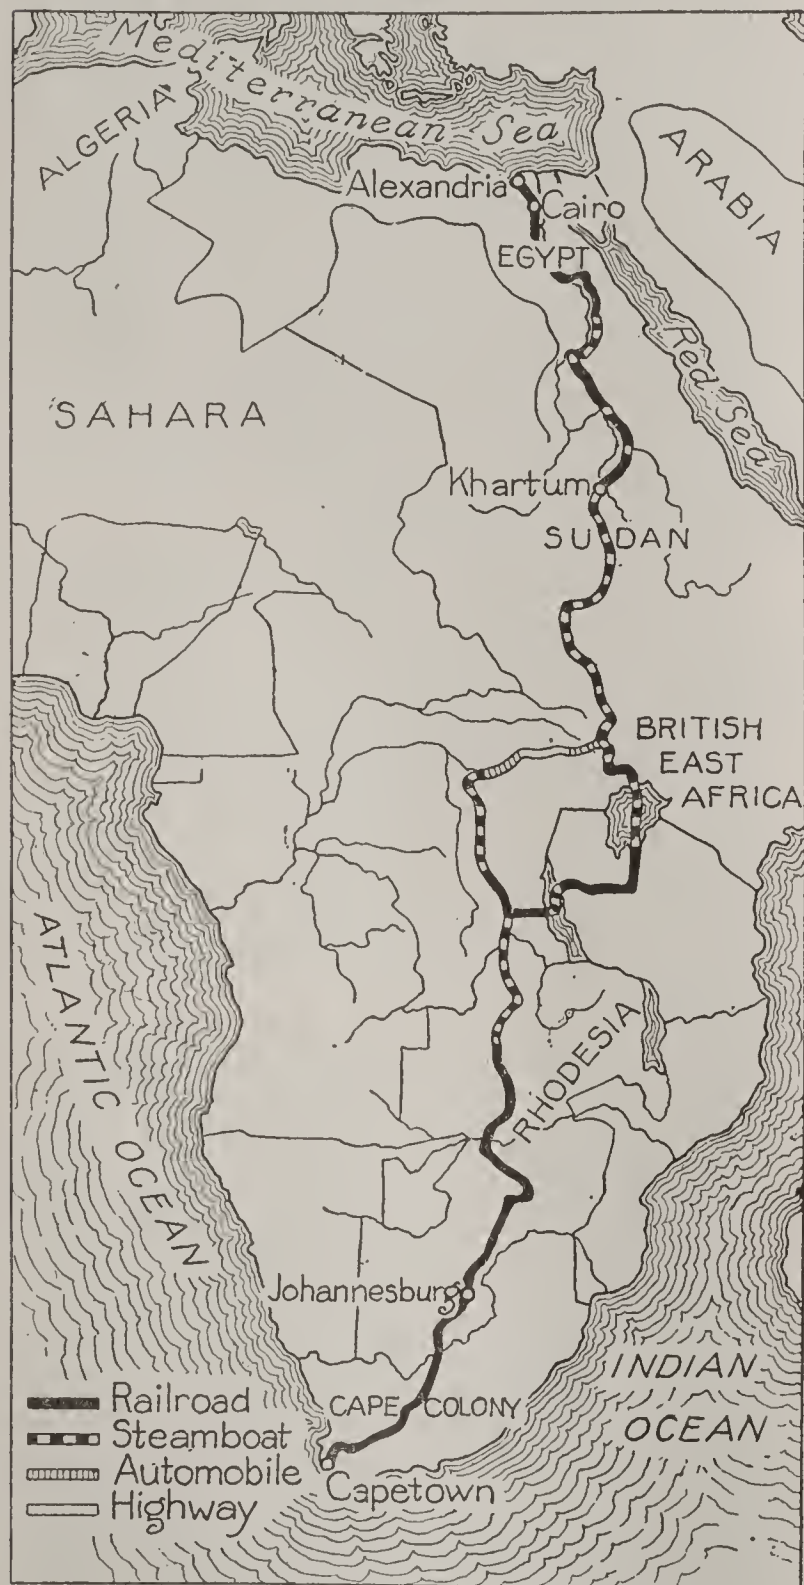 Mediterranean Sea
ALGERIA
ARABIA
Alexandria
Cairo
EGYPT
Red Sea
SAHARA
Khartum
SUDAN
BRITISH
EAST
AFRICA
ATLANTIC OCEAN
RHODESIA
Johannesburg
INDIAN
OCEAN
CAPE COLONY
Capetown
Railroad
Steamboat
Automobile
Highway